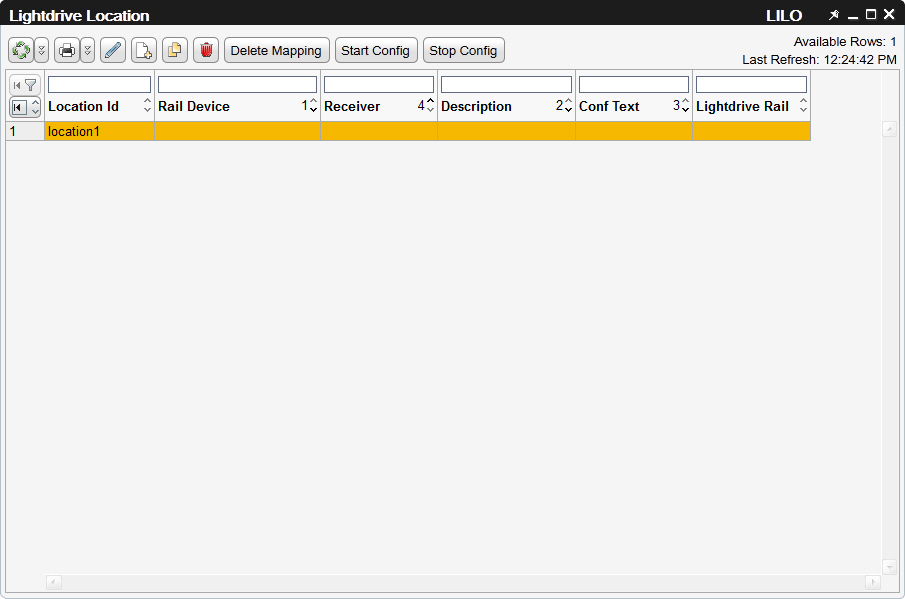 Lightdrive Location LILO
Available Rows: 1
Delete Mapping Start Config Stop Config
Last Refresh: 12:24:42 PM
Location Id Rail Device 1 Receiver 4 Description 2 Conf Text 3 Lightdrive Rail
1 location1